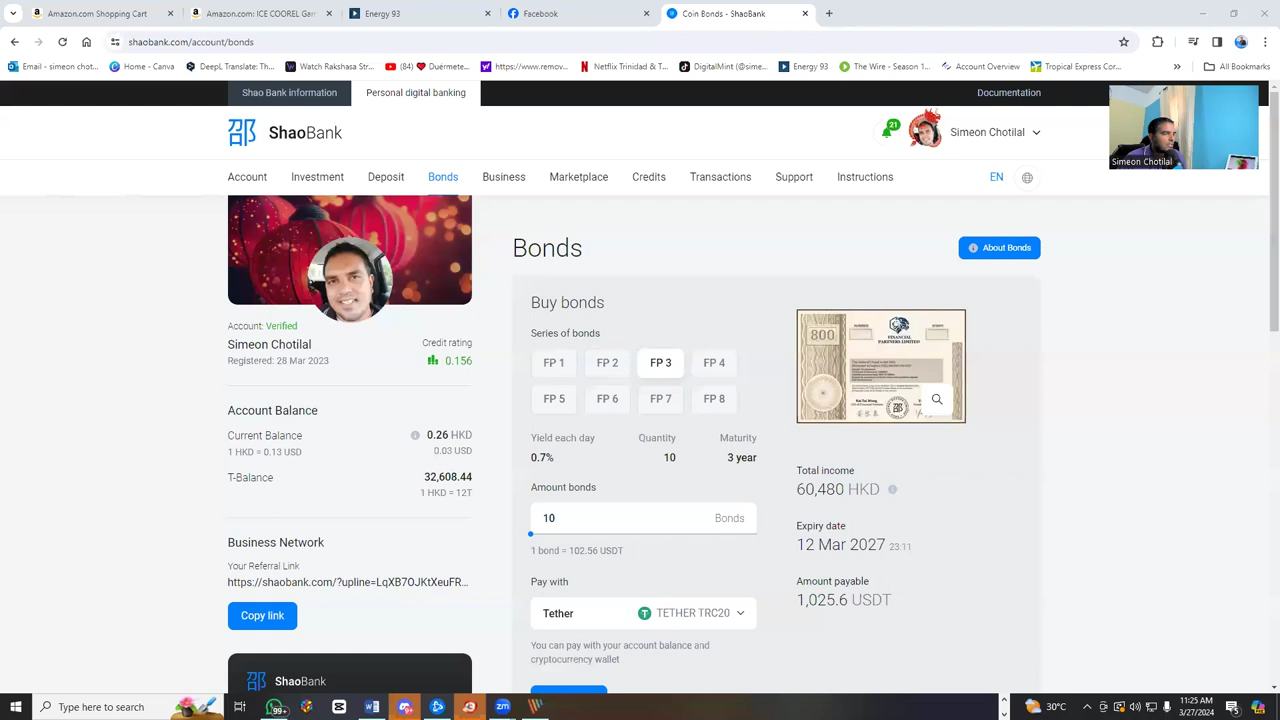 Amazon.com Shopping Cart
Amazon.com: ICE COOREL Gar
Energy 93
Facebook
Coin Bonds - ShaoBank
shaobank.com/account/bonds
Email - simeon chot...
Home - Canva
DeepL Translate: Th...
Watch Rakshasa Str...
(84) ❤ Duérmete...
https://www.remov...
Netflix Trinidad & T...
DigitalMint (@sime...
Energy 93
The Wire - Season 1...
Account Overview
Tropical Express Cor...
All Bookmarks
Shao Bank information
Personal digital banking
Documentation
邵 ShaoBank
21
Simeon Chotilal
Simeon Chotilal
Account
Investment
Deposit
Bonds
Business
Marketplace
Credits
Transactions
Support
Instructions
EN
Account: Verified
Simeon Chotilal
Registered: 28 Mar 2023
Credit rating
0.156
Account Balance
Current Balance
0.26 HKD
1 HKD = 0.13 USD
0.03 USD
T-Balance
32,608.44
1 HKD = 12T
Business Network
Your Referral Link
https://shaobank.com/?upline=LqXB7OJKtXeuFR...
Copy link
邵 ShaoBank
Bonds
About Bonds
Buy bonds
Series of bonds
FP 1
FP 2
FP 3
FP 4
FP 5
FP 6
FP 7
FP 8
Yield each day
Quantity
Maturity
0.7%
10
3 year
Amount bonds
10
Bonds
1 bond = 102.56 USDT
Pay with
Tether
TETHER TRC20
You can pay with your account balance and
cryptocurrency wallet
800
FINANCIAL
PARTNERS LIMITED
Total income
60,480 HKD
Expiry date
12 Mar 2027 23:11
Amount payable
1,025.6 USDT
Type here to search
99+
30°C
11:25 AM
3/27/2024